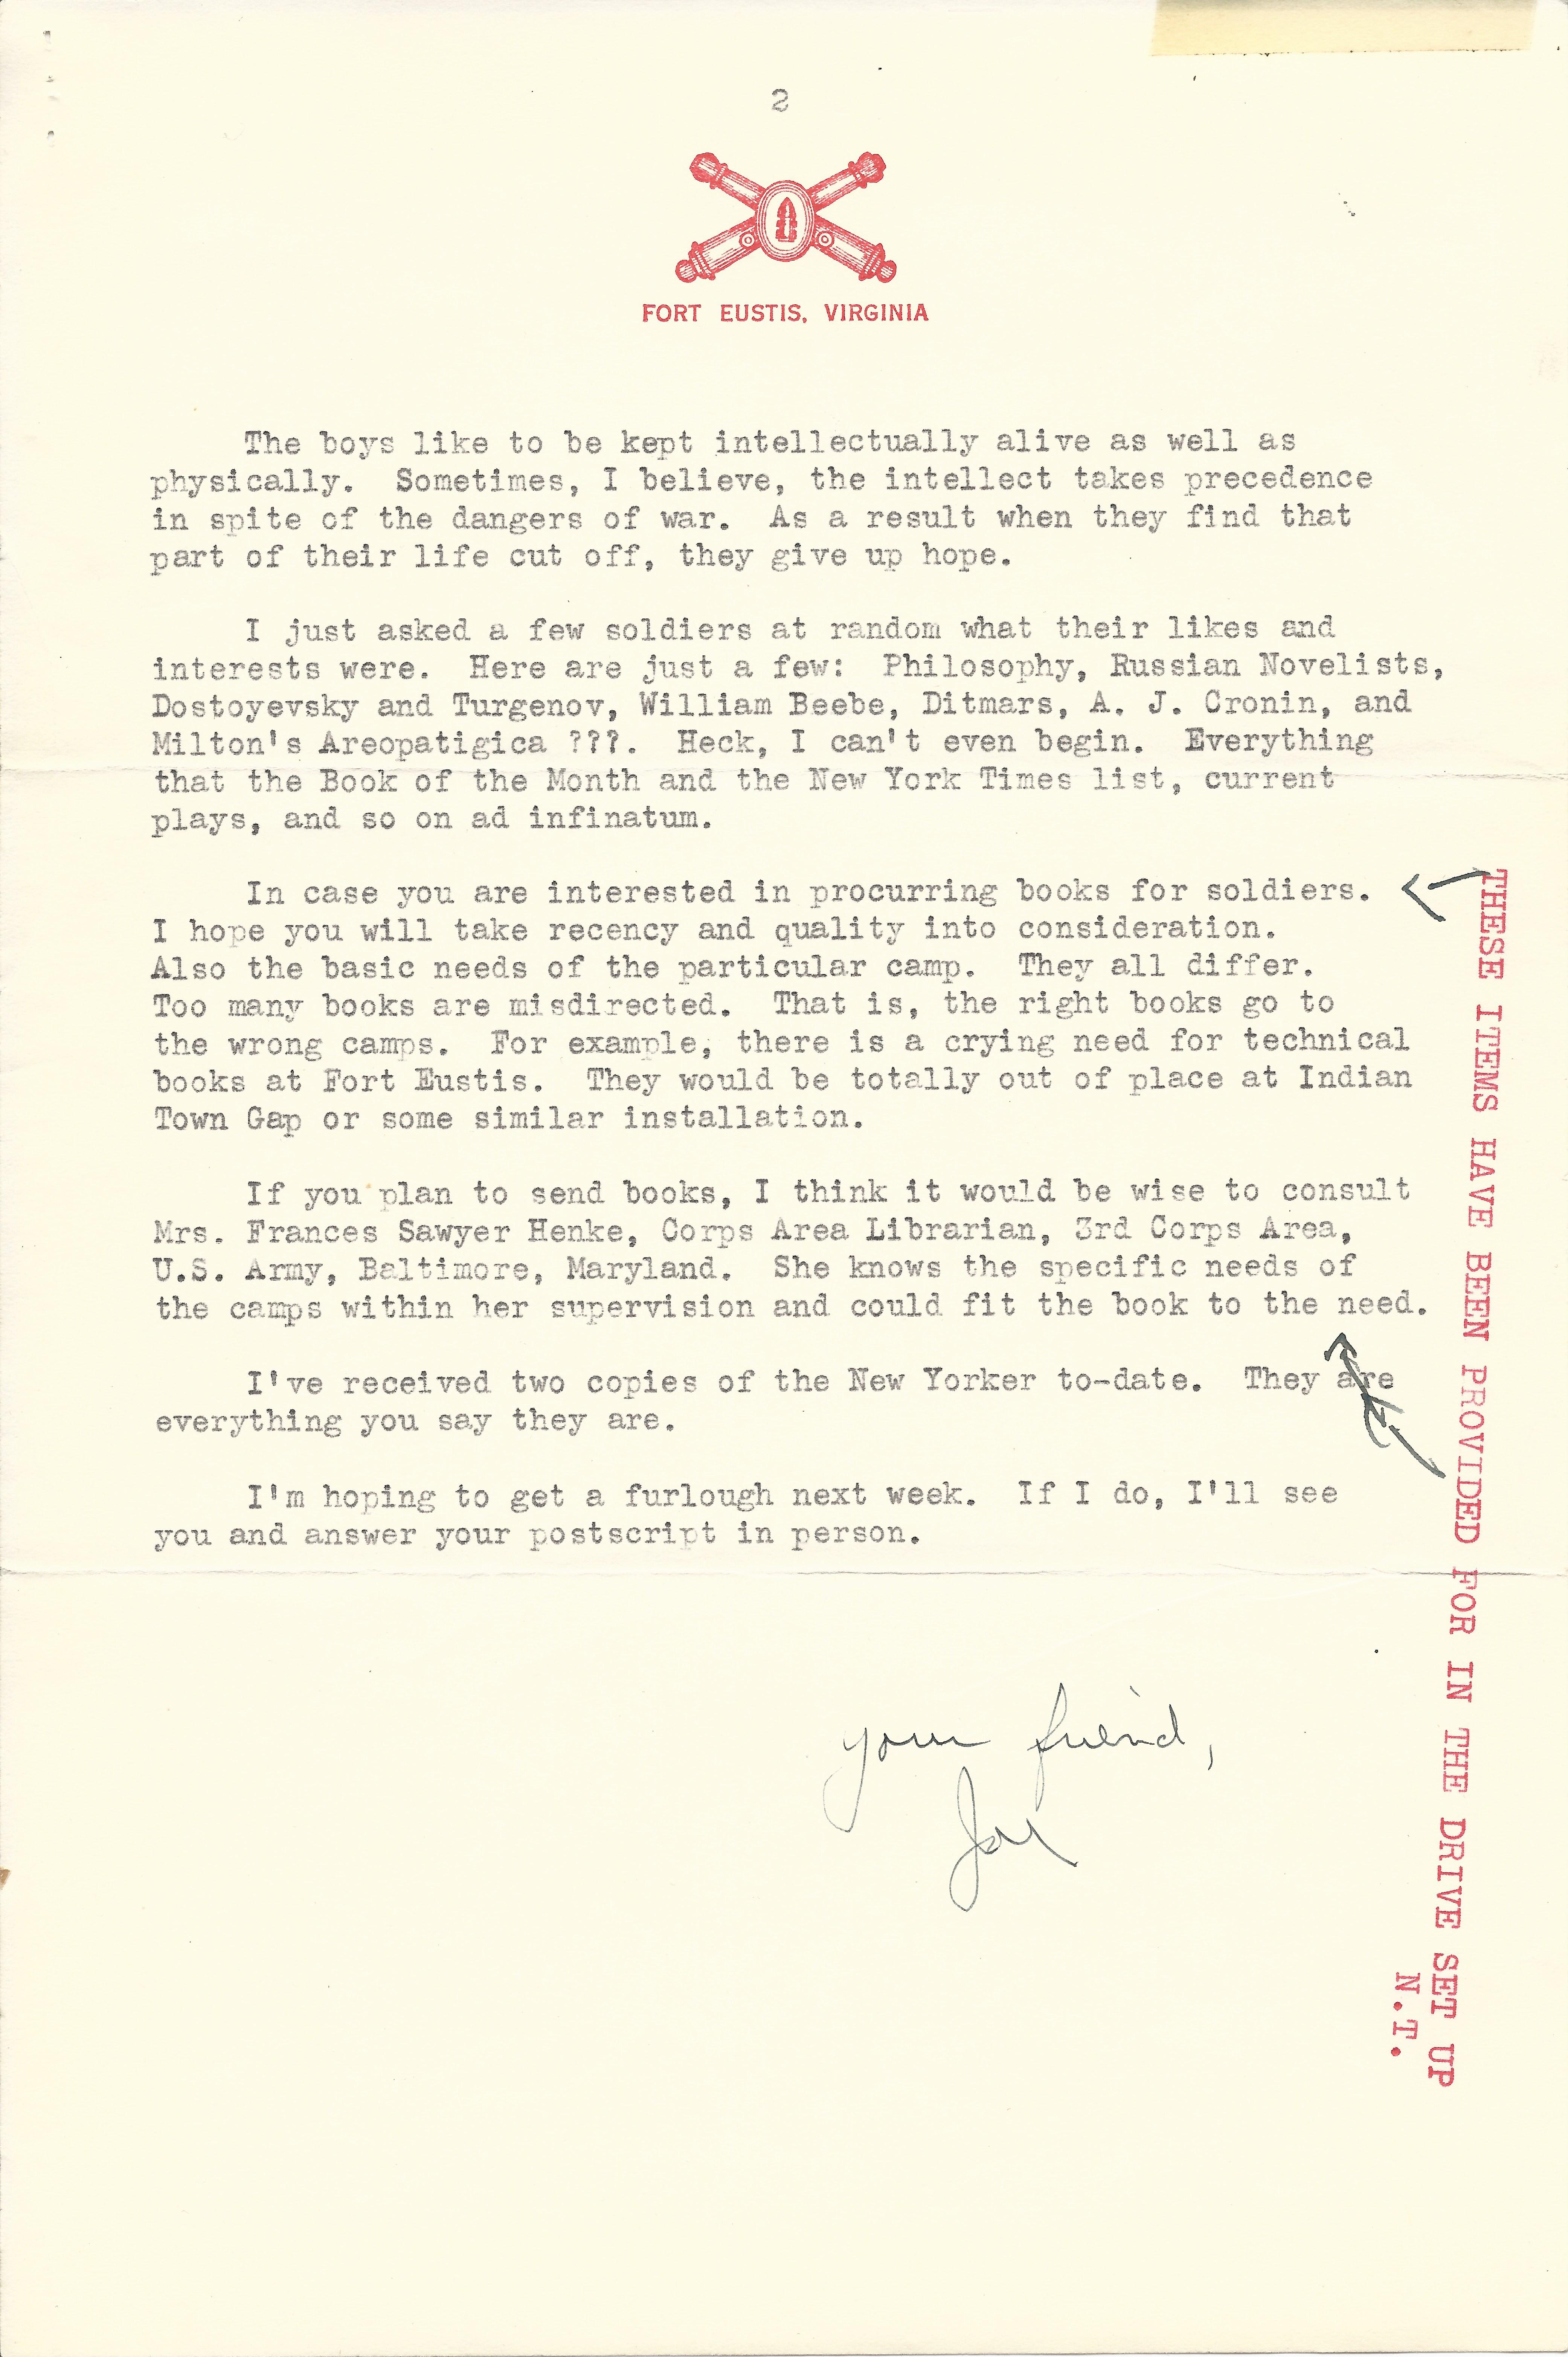 2
FORT EUSTIS, VIRGINIA
The boys like to be kept intellectually alive as well as
physically. Sometimes, I believe, the intellect takes precedence
in spite of the dangers of war. As a result when they find that
part of their life cut off, they give up hope.
I just asked a few soldiers at random what their likes and
interests were. Here are just a few: Philosophy, Russian Novelists,
Dostoyevsky and Turgenov, William Beebe, Ditmars, A. J. Cronin, and
Milton's Areopatigica ???. Heck, I can't even begin. Everything
that the Book of the Month and the New York Times list, current
plays, and so on ad infinatum.
In case you are interested in procurring books for soldiers.
I hope you will take recency and quality into consideration.
Also the basic needs of the particular camp. They all differ.
Too many books are misdirected. That is, the right books go to
the wrong camps. For example, there is a crying need for technical
books at Fort Eustis. They would be totally out of place at Indian
Town Gap or some similar installation.
If you plan to send books, I think it would be wise to consult
Mrs. Frances Sawyer Henke, Corps Area Librarian, 3rd Corps Area,
U.S. Army, Baltimore, Maryland. She knows the specific needs of
the camps within her supervision and could fit the book to the need.
I've received two copies of the New Yorker to-date. They are
everything you say they are.
I'm hoping to get a furlough next week. If I do, I'll see
you and answer your postscript in person.
your friend,
THESE ITEMS HAVE BEEN PROVIDED FOR IN THE DRIVE SET UP
N.T.